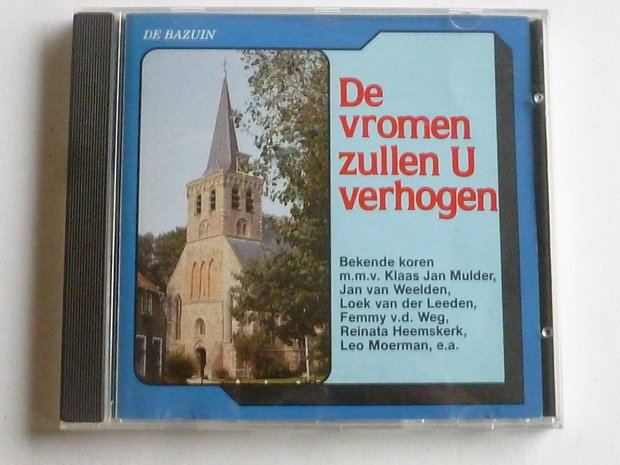 DE BAZUIN
De
vromen
zullen U
verhogen
Bekende koren
m.m.v. Klaas Jan Mulder,
Jan van Weelden,
Loek van der Leeden,
Femmy v.d. Weg,
Reinata Heemskerk,
Leo Moerman, e.a.